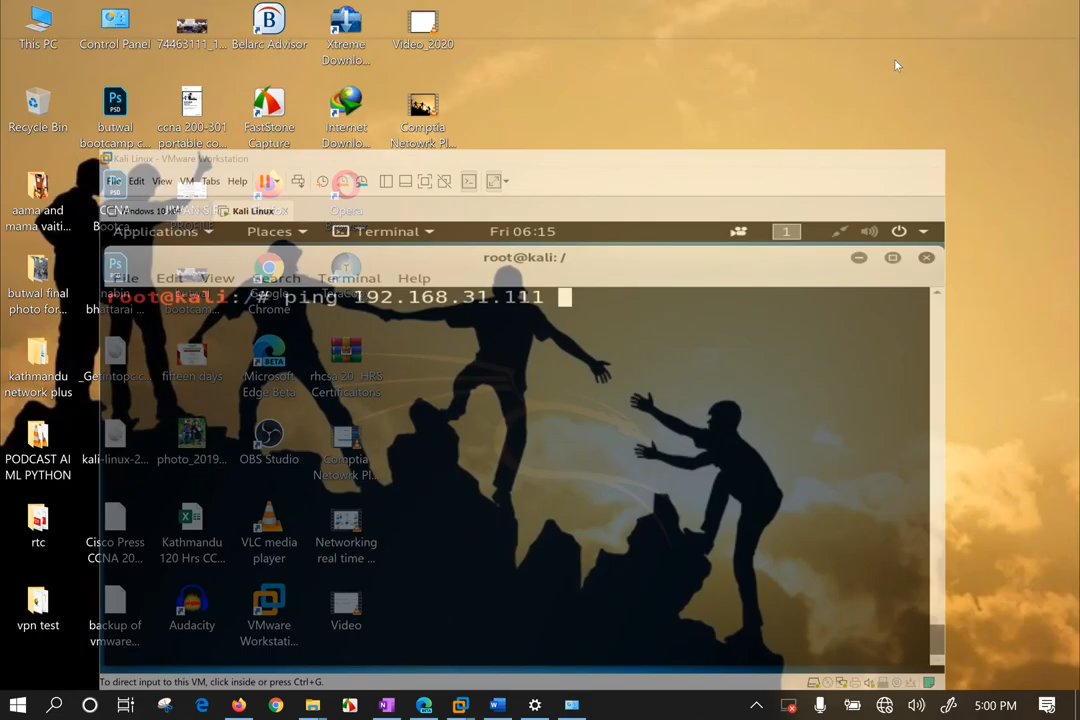 This PC
Control Panel
74463111_1...
Belarc Advisor
Xtreme
Downlo...
Video_2020
Recycle Bin
butwal
bootcamp c...
ccna 200-301
portable co...
FastStone
Capture
Internet
Downlo...
Comptia
Netowrk Pl...
Kali Linux - VMware Workstation
File Edit View VM Tabs Help
aama and
mama vaiti...
CCNA
Bootca...
Opera
Kali Linux
Applications Places Terminal Fri 06:15 1
root@kali: /
File Edit View Search Terminal Help
root@kali:/# ping 192.168.31.111
butwal final
photo for...
nabin
bhattarai ...
butwal
bootcam...
Google
Chrome
kathmandu
network plus
_Getintopc.c...
fifteen days
Microsoft
Edge Beta
rhcsa 20 HRS
Certificaitons
PODCAST AI
ML PYTHON
kali-linux-2...
photo_2019...
OBS Studio
Comptia
Netowrk Pl...
rtc
Cisco Press
CCNA 20...
Kathmandu
120 Hrs CC...
VLC media
player
Networking
real time ...
vpn test
backup of
vmware...
Audacity
VMware
Workstati...
Video
To direct input to this VM, click inside or press Ctrl+G.
5:00 PM